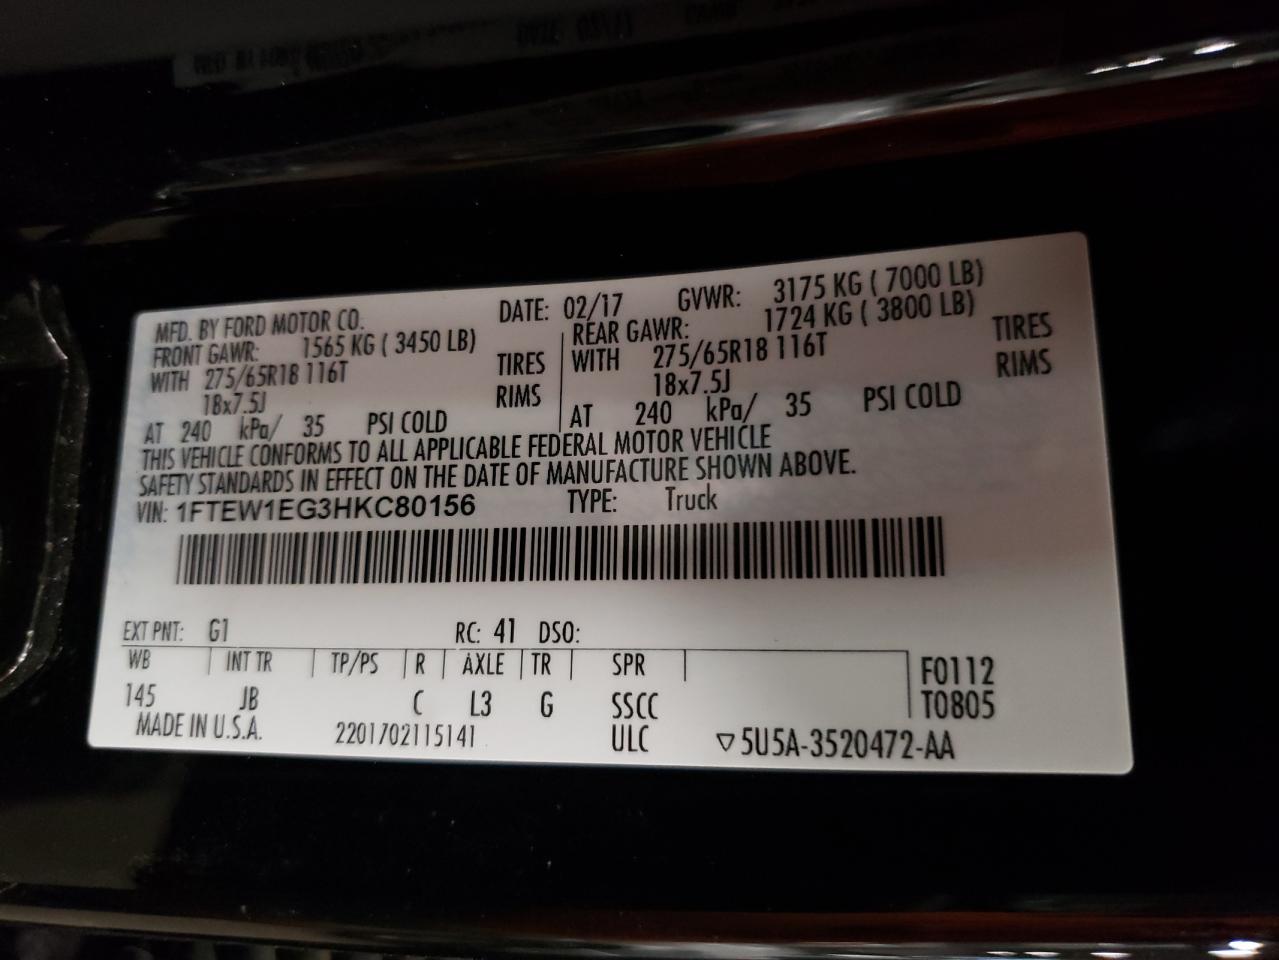 MFD. BY FORD MOTOR CO. DATE: 02/17 GVWR: 3175 KG ( 7000 LB)
FRONT GAWR: 1565 KG ( 3450 LB) REAR GAWR: 1724 KG ( 3800 LB)
WITH 275/65R18 116T TIRES WITH 275/65R18 116T TIRES
18x7.5J RIMS 18x7.5J RIMS
AT 240 kPa/ 35 PSI COLD AT 240 kPa/ 35 PSI COLD
THIS VEHICLE CONFORMS TO ALL APPLICABLE FEDERAL MOTOR VEHICLE
SAFETY STANDARDS IN EFFECT ON THE DATE OF MANUFACTURE SHOWN ABOVE.
VIN: 1FTEW1EG3HKC80156 TYPE: Truck
EXT PNT: G1 RC: 41 DSO:
WB INT TR TP/PS R AXLE TR SPR F0112
145 JB C L3 G SSCC T0805
MADE IN U.S.A. 2201702115141 ULC ▽5U5A-3520472-AA